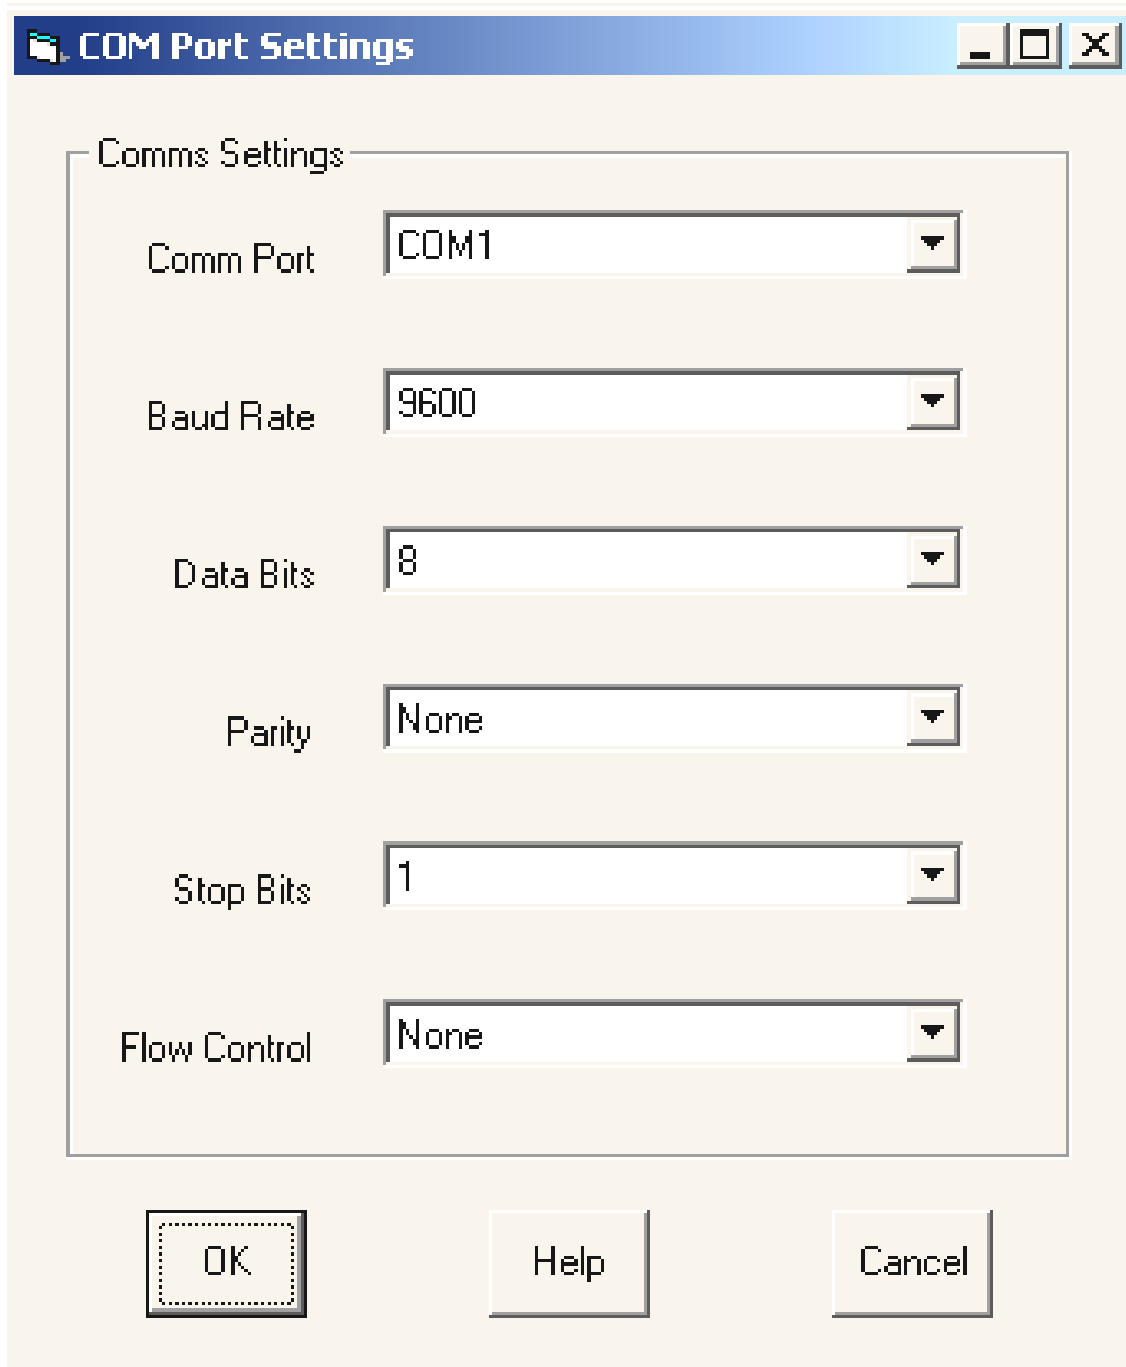 COM Port Settings
Comms Settings
Comm Port COM1
Baud Rate 9600
Data Bits 8
Parity None
Stop Bits 1
Flow Control None
OK Help Cancel